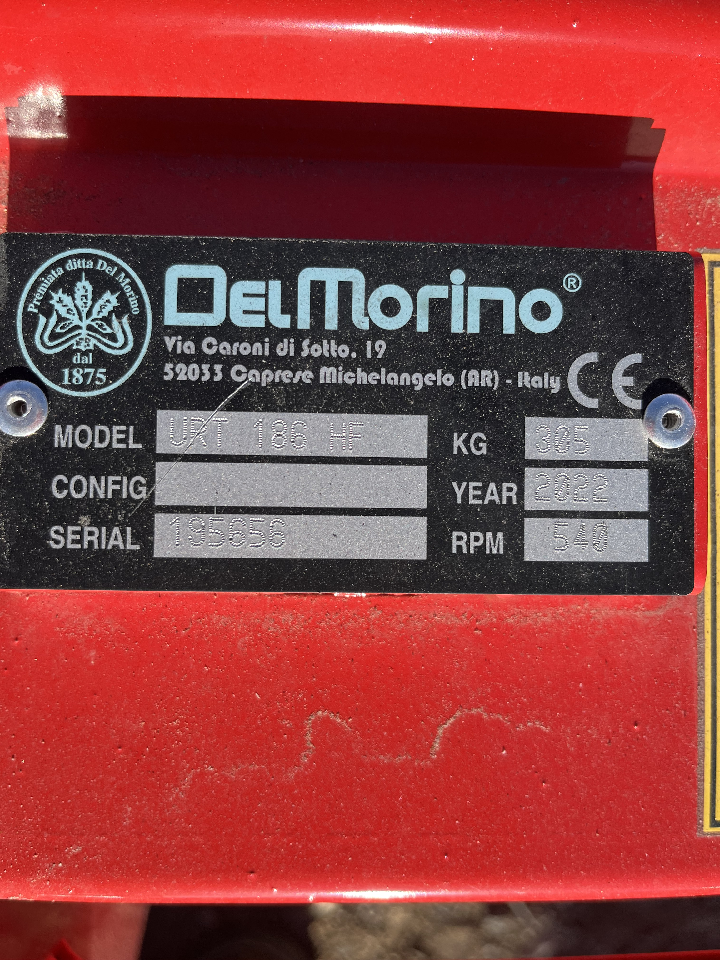 Premiata ditta Del Morino
dal
1875
DELMORINO®
Via Caroni di Sotto, 19
52033 Caprese Michelangelo (AR) - Italy
CE
MODEL URT 186 HF
KG 305
CONFIG
YEAR 2022
SERIAL 195656
RPM 540